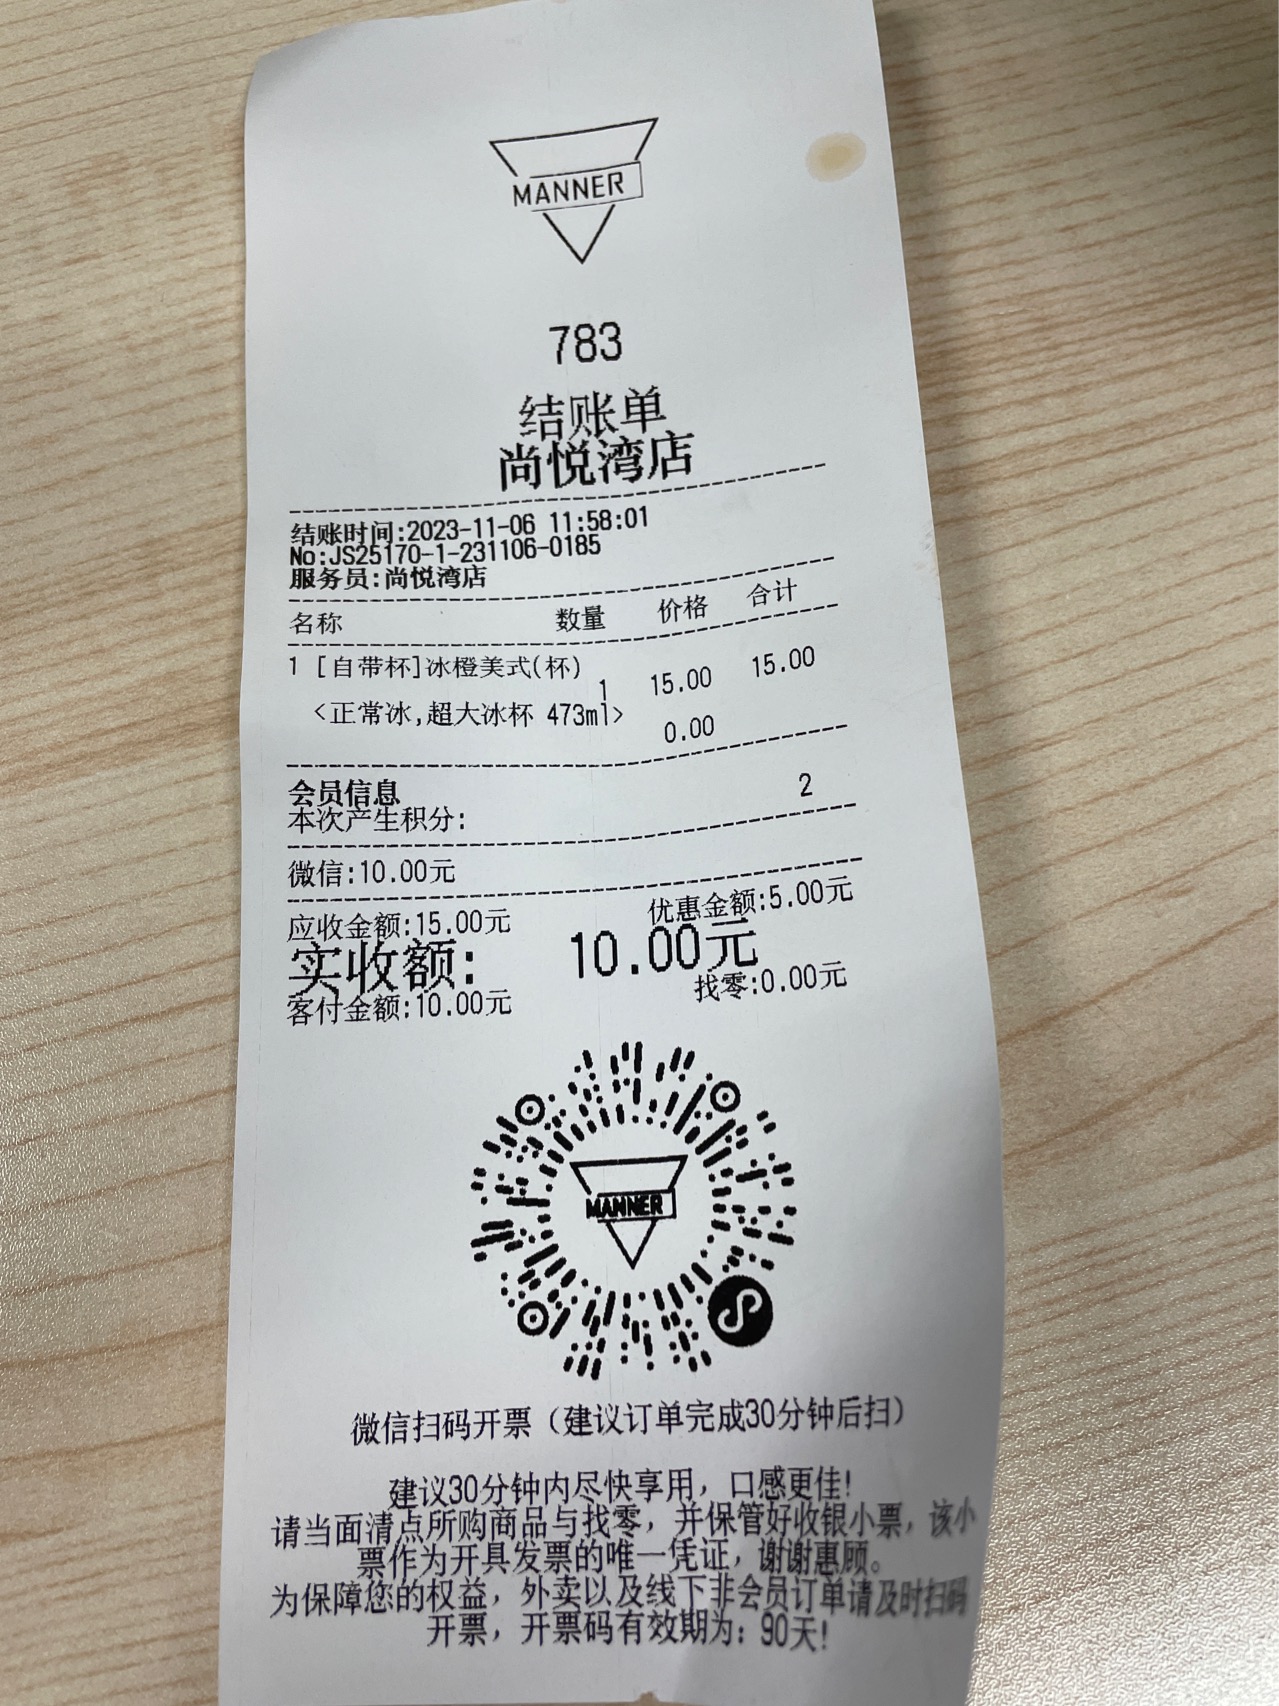 MANNER
783
结账单
尚悦湾店
结账时间:2023-11-06 11:58:01
No:JS25170-1-231106-0185
服务员:尚悦湾店
名称 数量 价格 合计
1 [自带杯]冰橙美式(杯)
1 15.00 15.00
<正常冰,超大冰杯 473ml> 0.00
会员信息
本次产生积分: 2
微信:10.00元
应收金额:15.00元 优惠金额:5.00元
实收额: 10.00元
客付金额:10.00元 找零:0.00元
MANNER
微信扫码开票（建议订单完成30分钟后扫）
建议30分钟内尽快享用，口感更佳!
请当面清点所购商品与找零，并保管好收银小票，该小
票作为开具发票的唯一凭证，谢谢惠顾。
为保障您的权益，外卖以及线下非会员订单请及时扫码
开票，开票码有效期为：90天!